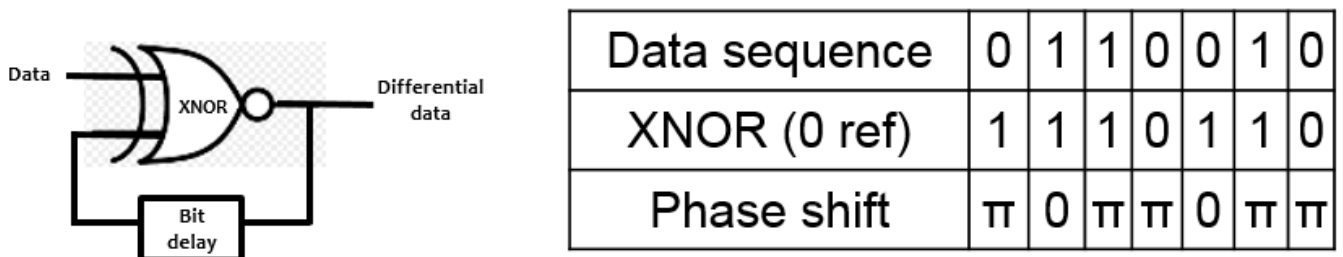 Data
XNOR
Differential
data
Bit
delay
Data sequence 0 1 1 0 0 1 0
XNOR (0 ref) 1 1 1 0 1 1 0
Phase shift π 0 π π 0 π π